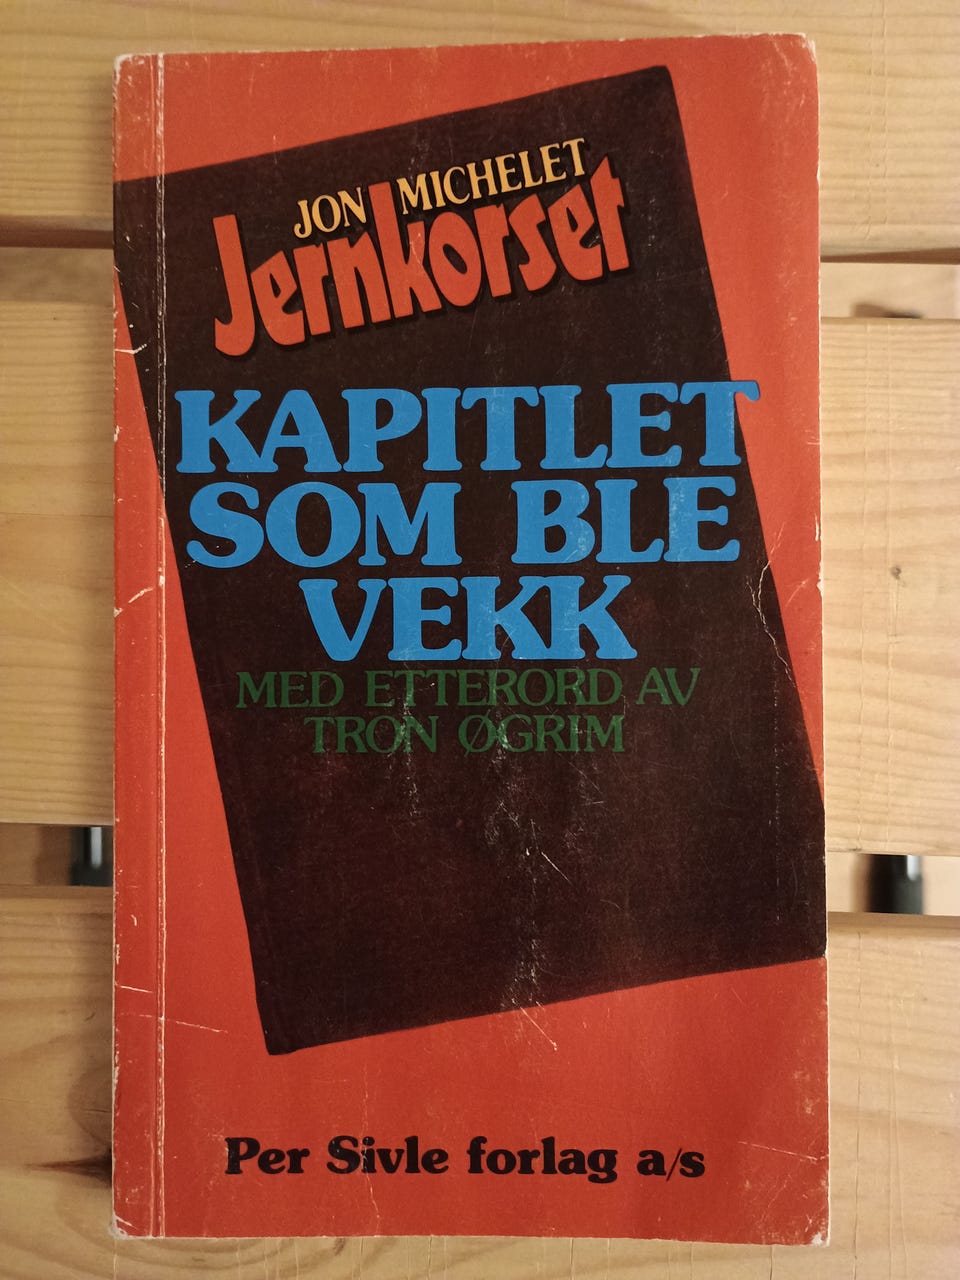 JON MICHELET
Jernkorset
KAPITLET
SOM BLE
VEKK
MED ETTERORD AV
TRON ØGRIM
Per Sivle forlag a/s